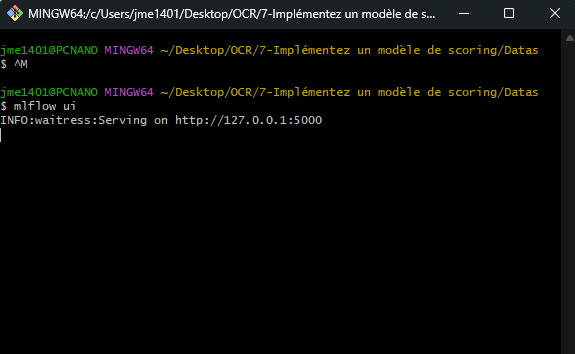 MINGW64:/c/Users/jme1401/Desktop/OCR/7-Implémentez un modèle de s...
jme1401@PCNANO MINGW64 ~/Desktop/OCR/7-Implémentez un modèle de scoring/Datas
$ ^M
jme1401@PCNANO MINGW64 ~/Desktop/OCR/7-Implémentez un modèle de scoring/Datas
$ mlflow ui
INFO:waitress:Serving on http://127.0.0.1:5000